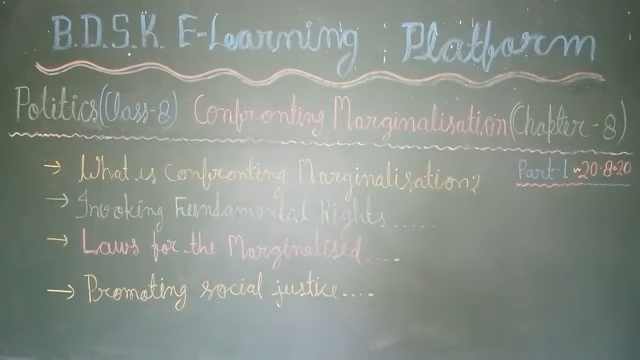 B.D.S.K. E-Learning Platform
Politics(Class-8) Confronting Marginalisation(Chapter-8)
Part:1 20.8.20
→ What is Confronting Marginalisation?
→ Invoking Fundamental Rights......
→ Laws for the Marginalised....
→ Promoting social justice....